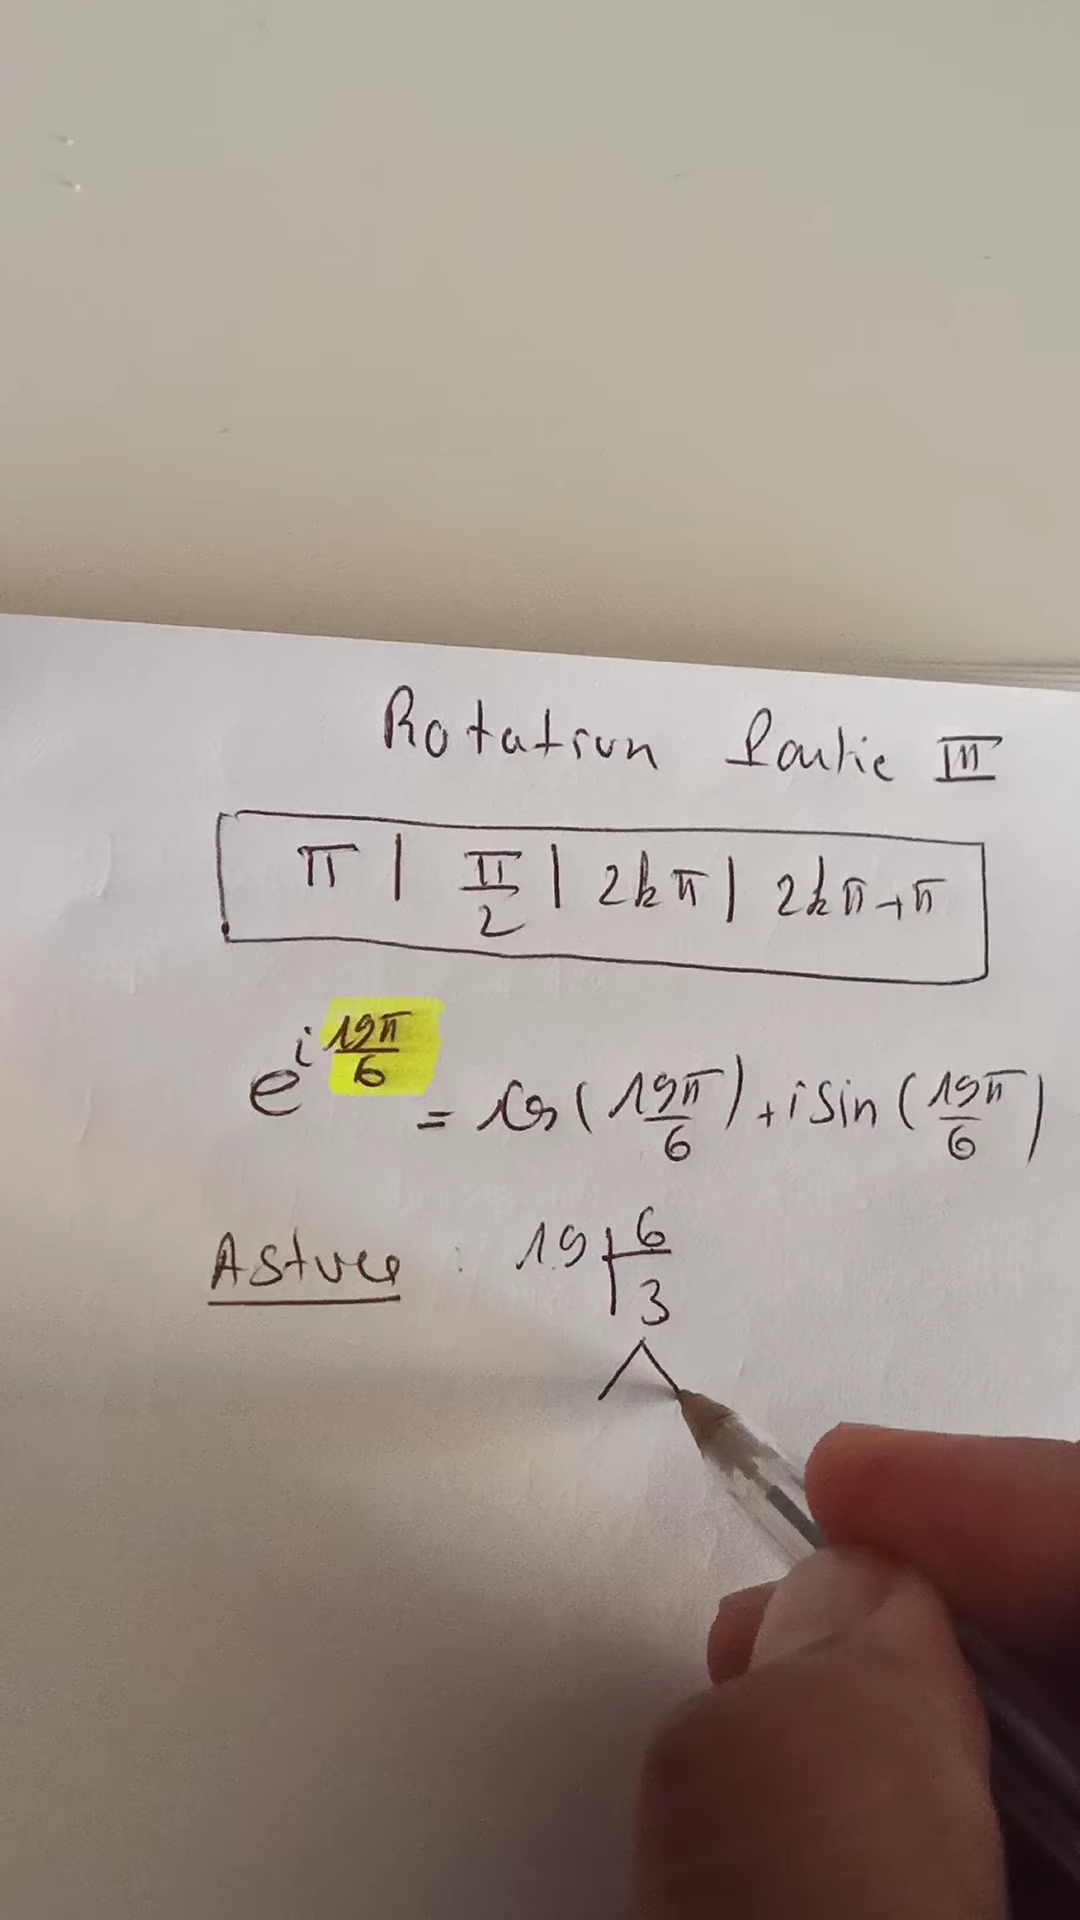 Rotation Partie III
π | π/2 | 2kπ | 2kπ+π
e^(i 19π/6) = cos(19π/6) + i sin(19π/6)
Astuce : 19 | 6
3